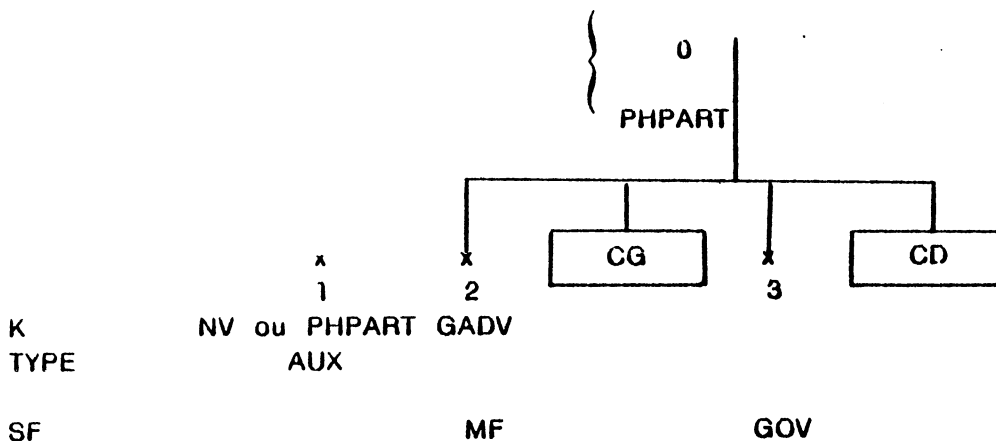 0
PHPART
CG CD
x x x
1 2 3
K NV ou PHPART GADV
TYPE AUX
SF MF GOV